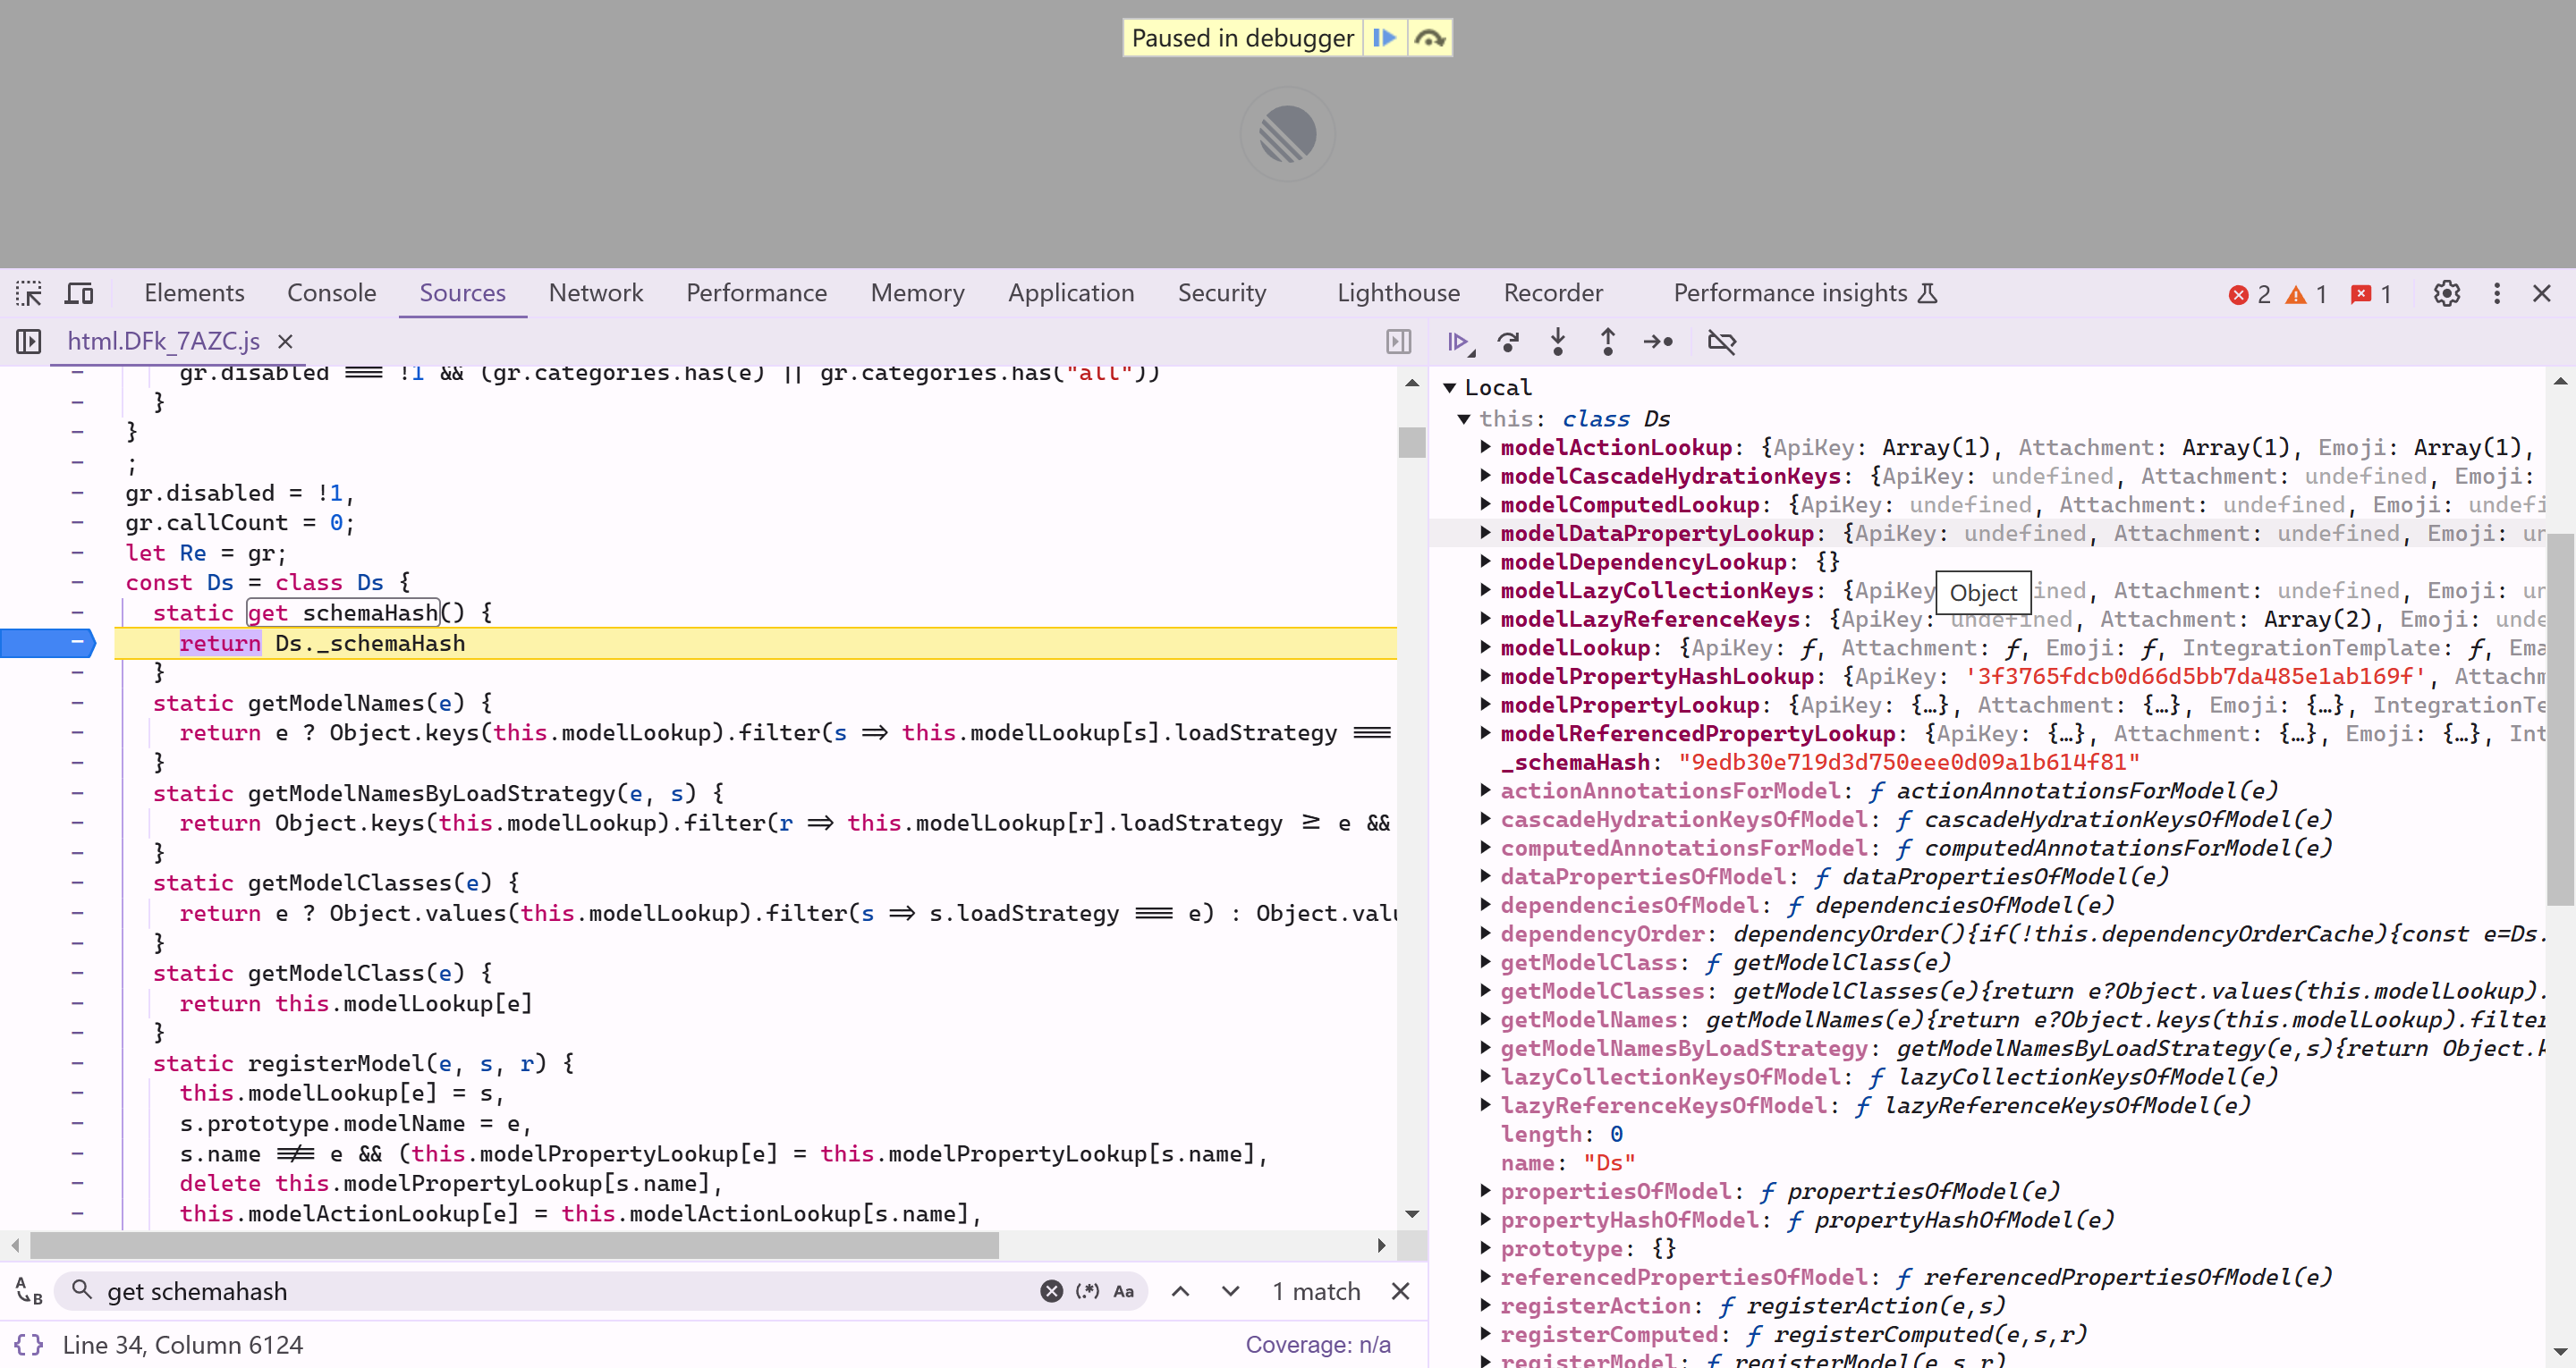 Paused in debugger
Elements Console Sources Network Performance Memory Application Security Lighthouse Recorder Performance insights 2 1 1
html.DFk_7AZC.js
gr.disabled === !1 && (gr.categories.has(e) || gr.categories.has("all"))
}
}
;
gr.disabled = !1,
gr.callCount = 0;
let Re = gr;
const Ds = class Ds {
static get schemaHash() {
return Ds._schemaHash
}
static getModelNames(e) {
return e ? Object.keys(this.modelLookup).filter(s => this.modelLookup[s].loadStrategy ===
}
static getModelNamesByLoadStrategy(e, s) {
return Object.keys(this.modelLookup).filter(r => this.modelLookup[r].loadStrategy >= e &&
}
static getModelClasses(e) {
return e ? Object.values(this.modelLookup).filter(s => s.loadStrategy === e) : Object.valu
}
static getModelClass(e) {
return this.modelLookup[e]
}
static registerModel(e, s, r) {
this.modelLookup[e] = s,
s.prototype.modelName = e,
s.name !== e && (this.modelPropertyLookup[e] = this.modelPropertyLookup[s.name],
delete this.modelPropertyLookup[s.name],
this.modelActionLookup[e] = this.modelActionLookup[s.name],
get schemahash
(.*) Aa
1 match
A
B
{} Line 34, Column 6124
Coverage: n/a
Local
this: class Ds
modelActionLookup: {ApiKey: Array(1), Attachment: Array(1), Emoji: Array(1),
modelCascadeHydrationKeys: {ApiKey: undefined, Attachment: undefined, Emoji:
modelComputedLookup: {ApiKey: undefined, Attachment: undefined, Emoji: undefi
modelDataPropertyLookup: {ApiKey: undefined, Attachment: undefined, Emoji: un
modelDependencyLookup: {}
modelLazyCollectionKeys: {ApiKey ined, Attachment: undefined, Emoji: un
Object
modelLazyReferenceKeys: {ApiKey: undefined, Attachment: Array(2), Emoji: unde
modelLookup: {ApiKey: ƒ, Attachment: ƒ, Emoji: ƒ, IntegrationTemplate: ƒ, Ema
modelPropertyHashLookup: {ApiKey: '3f3765fdcb0d66d5bb7da485e1ab169f', Attachm
modelPropertyLookup: {ApiKey: {…}, Attachment: {…}, Emoji: {…}, IntegrationTe
modelReferencedPropertyLookup: {ApiKey: {…}, Attachment: {…}, Emoji: {…}, Int
_schemaHash: "9edb30e719d3d750eee0d09a1b614f81"
actionAnnotationsForModel: ƒ actionAnnotationsForModel(e)
cascadeHydrationKeysOfModel: ƒ cascadeHydrationKeysOfModel(e)
computedAnnotationsForModel: ƒ computedAnnotationsForModel(e)
dataPropertiesOfModel: ƒ dataPropertiesOfModel(e)
dependenciesOfModel: ƒ dependenciesOfModel(e)
dependencyOrder: dependencyOrder(){if(!this.dependencyOrderCache){const e=Ds.
getModelClass: ƒ getModelClass(e)
getModelClasses: getModelClasses(e){return e?Object.values(this.modelLookup).
getModelNames: getModelNames(e){return e?Object.keys(this.modelLookup).filter
getModelNamesByLoadStrategy: getModelNamesByLoadStrategy(e,s){return Object.k
lazyCollectionKeysOfModel: ƒ lazyCollectionKeysOfModel(e)
lazyReferenceKeysOfModel: ƒ lazyReferenceKeysOfModel(e)
length: 0
name: "Ds"
propertiesOfModel: ƒ propertiesOfModel(e)
propertyHashOfModel: ƒ propertyHashOfModel(e)
prototype: {}
referencedPropertiesOfModel: ƒ referencedPropertiesOfModel(e)
registerAction: ƒ registerAction(e,s)
registerComputed: ƒ registerComputed(e,s,r)
registerModel: ƒ registerModel(e,s,r)